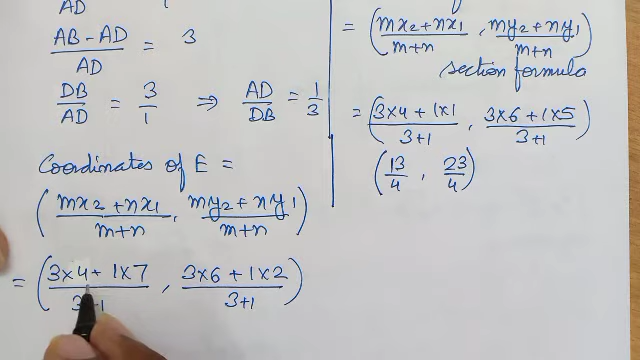 AD
AB - AD / AD = 3
DB / AD = 3 / 1 ⇒ AD / DB = 1 / 3
Coordinates of E =
( mx2 + nx1 / m+n , my2 + ny1 / m+n )
= ( 3×4 + 1×7 / 3+1 , 3×6 + 1×2 / 3+1 )
= ( mx2 + nx1 / m+n , my2 + ny1 / m+n )
section formula
= ( 3×4 + 1×1 / 3+1 , 3×6 + 1×5 / 3+1 )
( 13 / 4 , 23 / 4 )